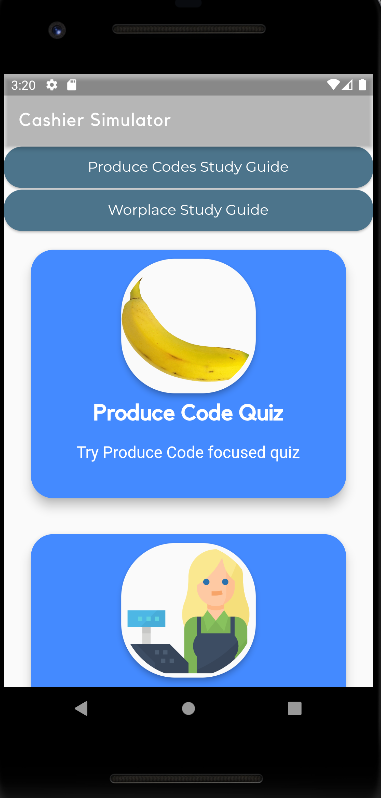 3:20
Cashier Simulator
Produce Codes Study Guide
Worplace Study Guide
Produce Code Quiz
Try Produce Code focused quiz